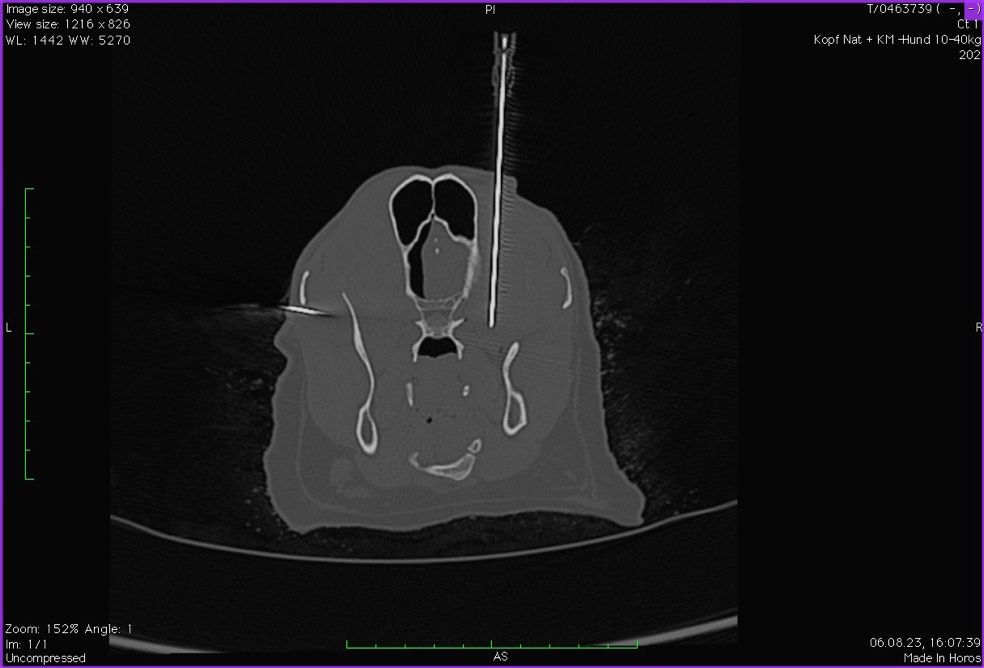 Image size: 940 x 639
View size: 1216 x 826
WL: 1442 WW: 5270
PI
T/0463739 ( -, -)
Ct 1
Kopf Nat + KM -Hund 10-40kg
202
L
R
Zoom: 152% Angle: 1
Im: 1/1
Uncompressed
AS
06.08.23, 16:07:39
Made In Horos